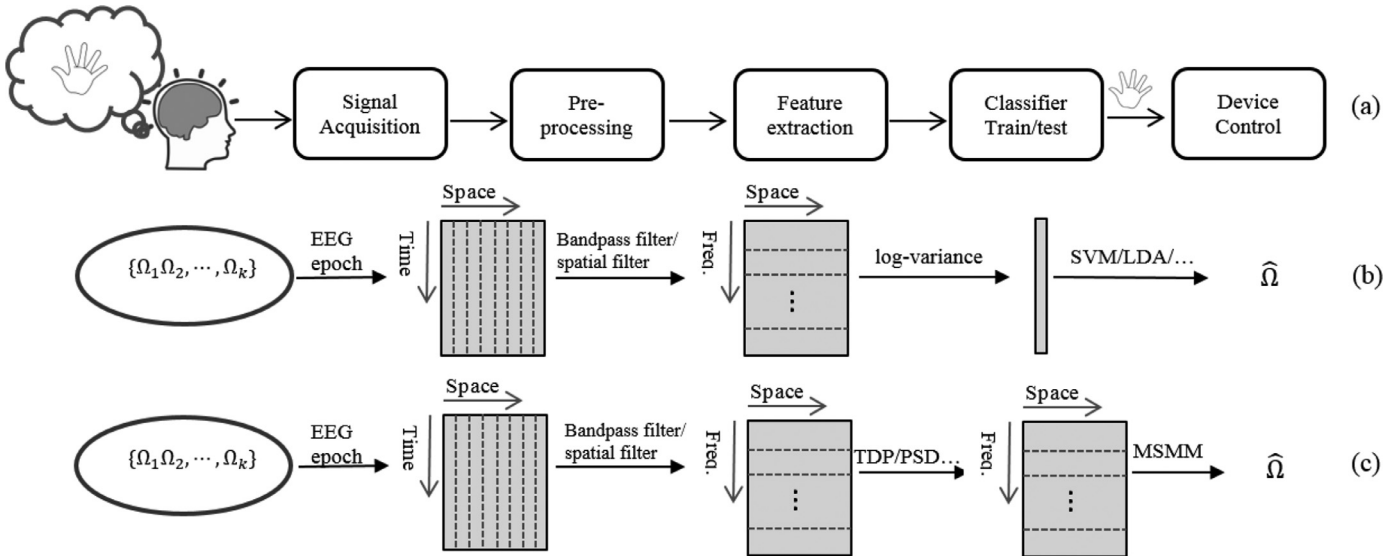 Signal
Acquisition
Pre-
processing
Feature
extraction
Classifier
Train/test
Device
Control
(a)
Space
Time
Space
Freq.
{Ω₁Ω₂, ⋯ , Ωₖ}
EEG
epoch
Bandpass filter/
spatial filter
⋮
log-variance
SVM/LDA/…
Ω̂
(b)
Space
Time
Space
Freq.
Space
Freq.
{Ω₁Ω₂, ⋯ , Ωₖ}
EEG
epoch
Bandpass filter/
spatial filter
⋮
TDP/PSD…
⋮
MSMM
Ω̂
(c)